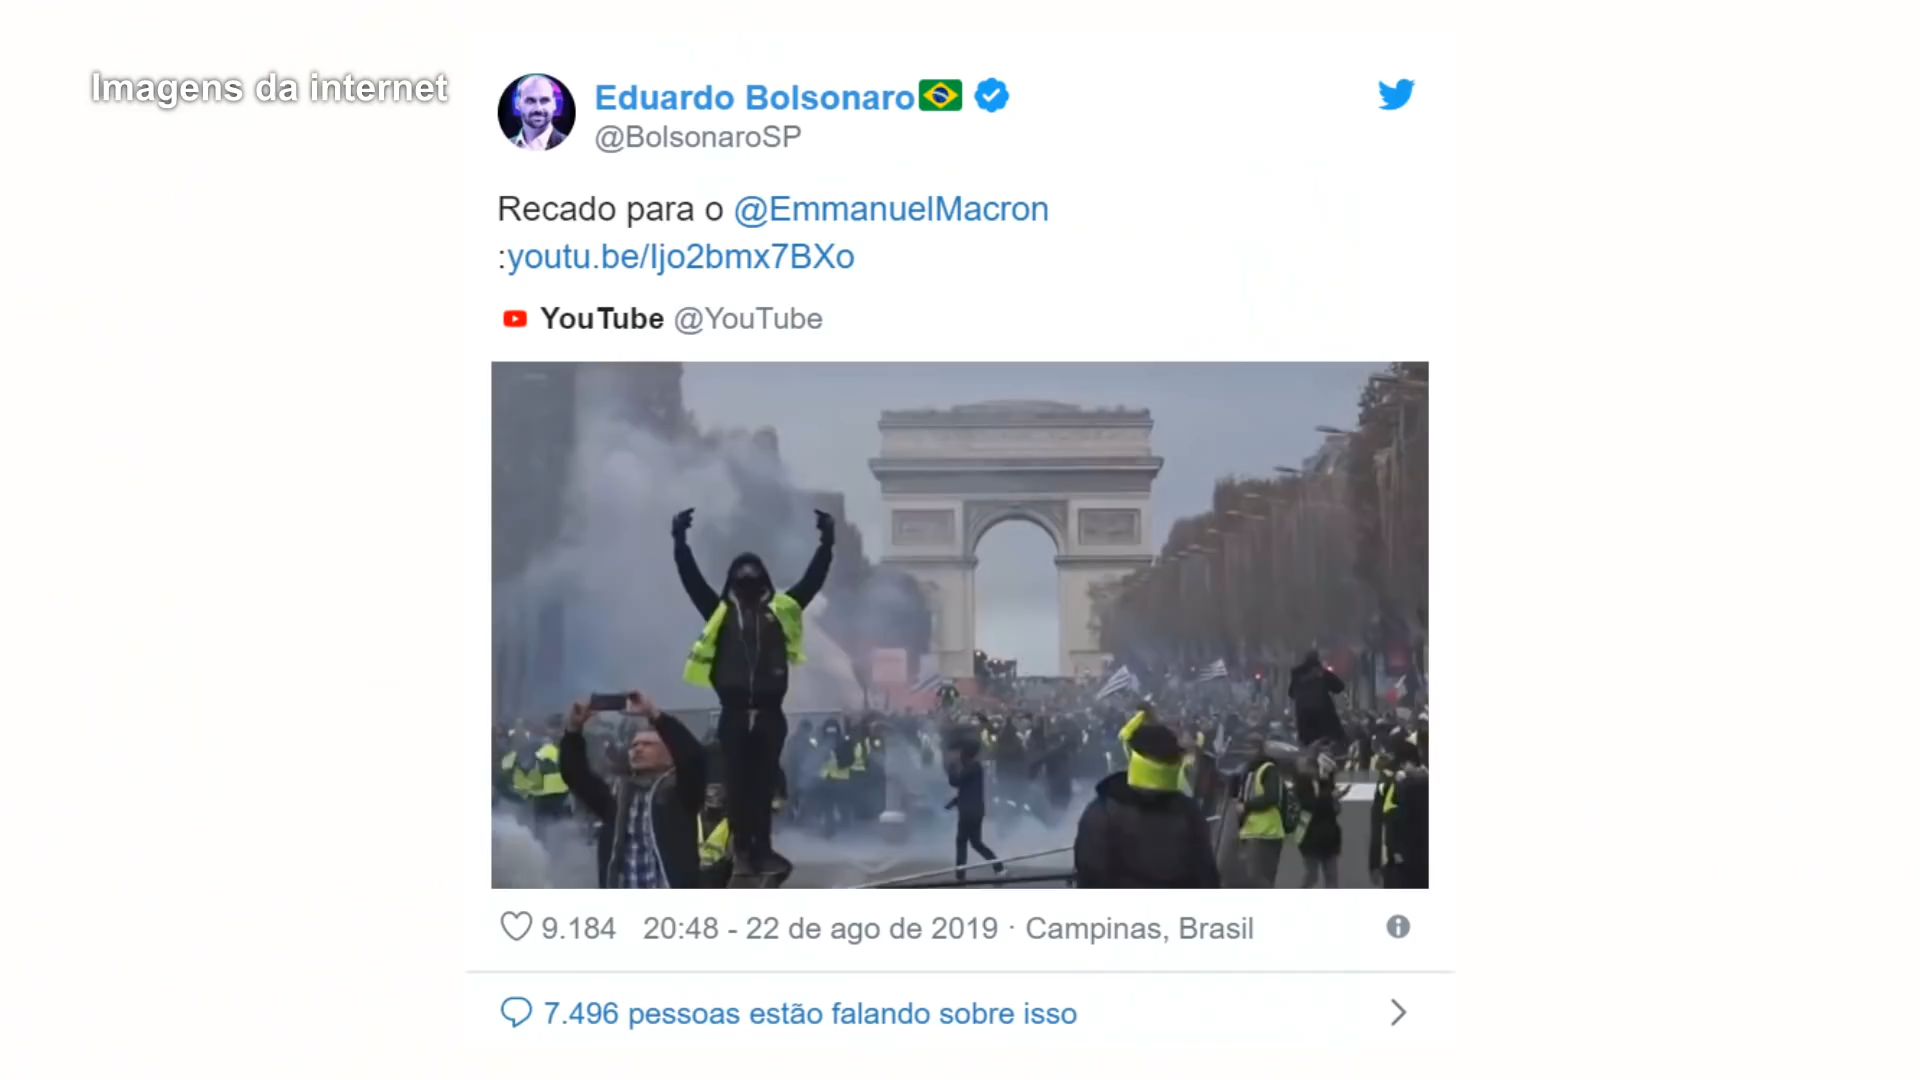 Imagens da internet
Eduardo Bolsonaro
@BolsonaroSP
Recado para o @EmmanuelMacron
:youtu.be/Ijo2bmx7BXo
YouTube @YouTube
9.184 20:48 - 22 de ago de 2019 · Campinas, Brasil
7.496 pessoas estão falando sobre isso